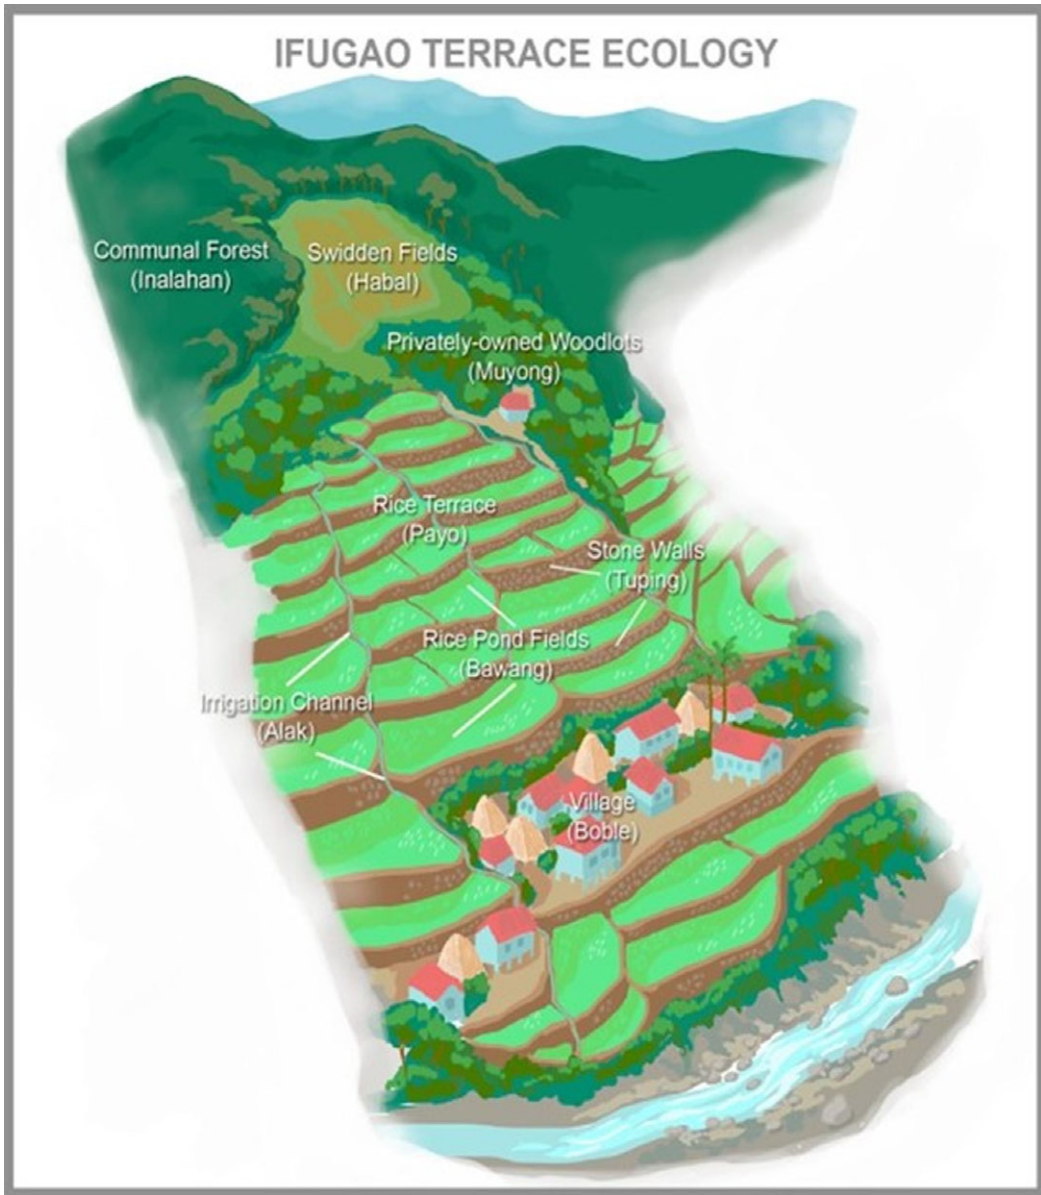 IFUGAO TERRACE ECOLOGY
Communal Forest
(Inalahan)
Swidden Fields
(Habal)
Privately-owned Woodlots
(Muyong)
Rice Terrace
(Payo)
Stone Walls
(Tuping)
Rice Pond Fields
(Bawang)
Irrigation Channel
(Alak)
Village
(Boble)